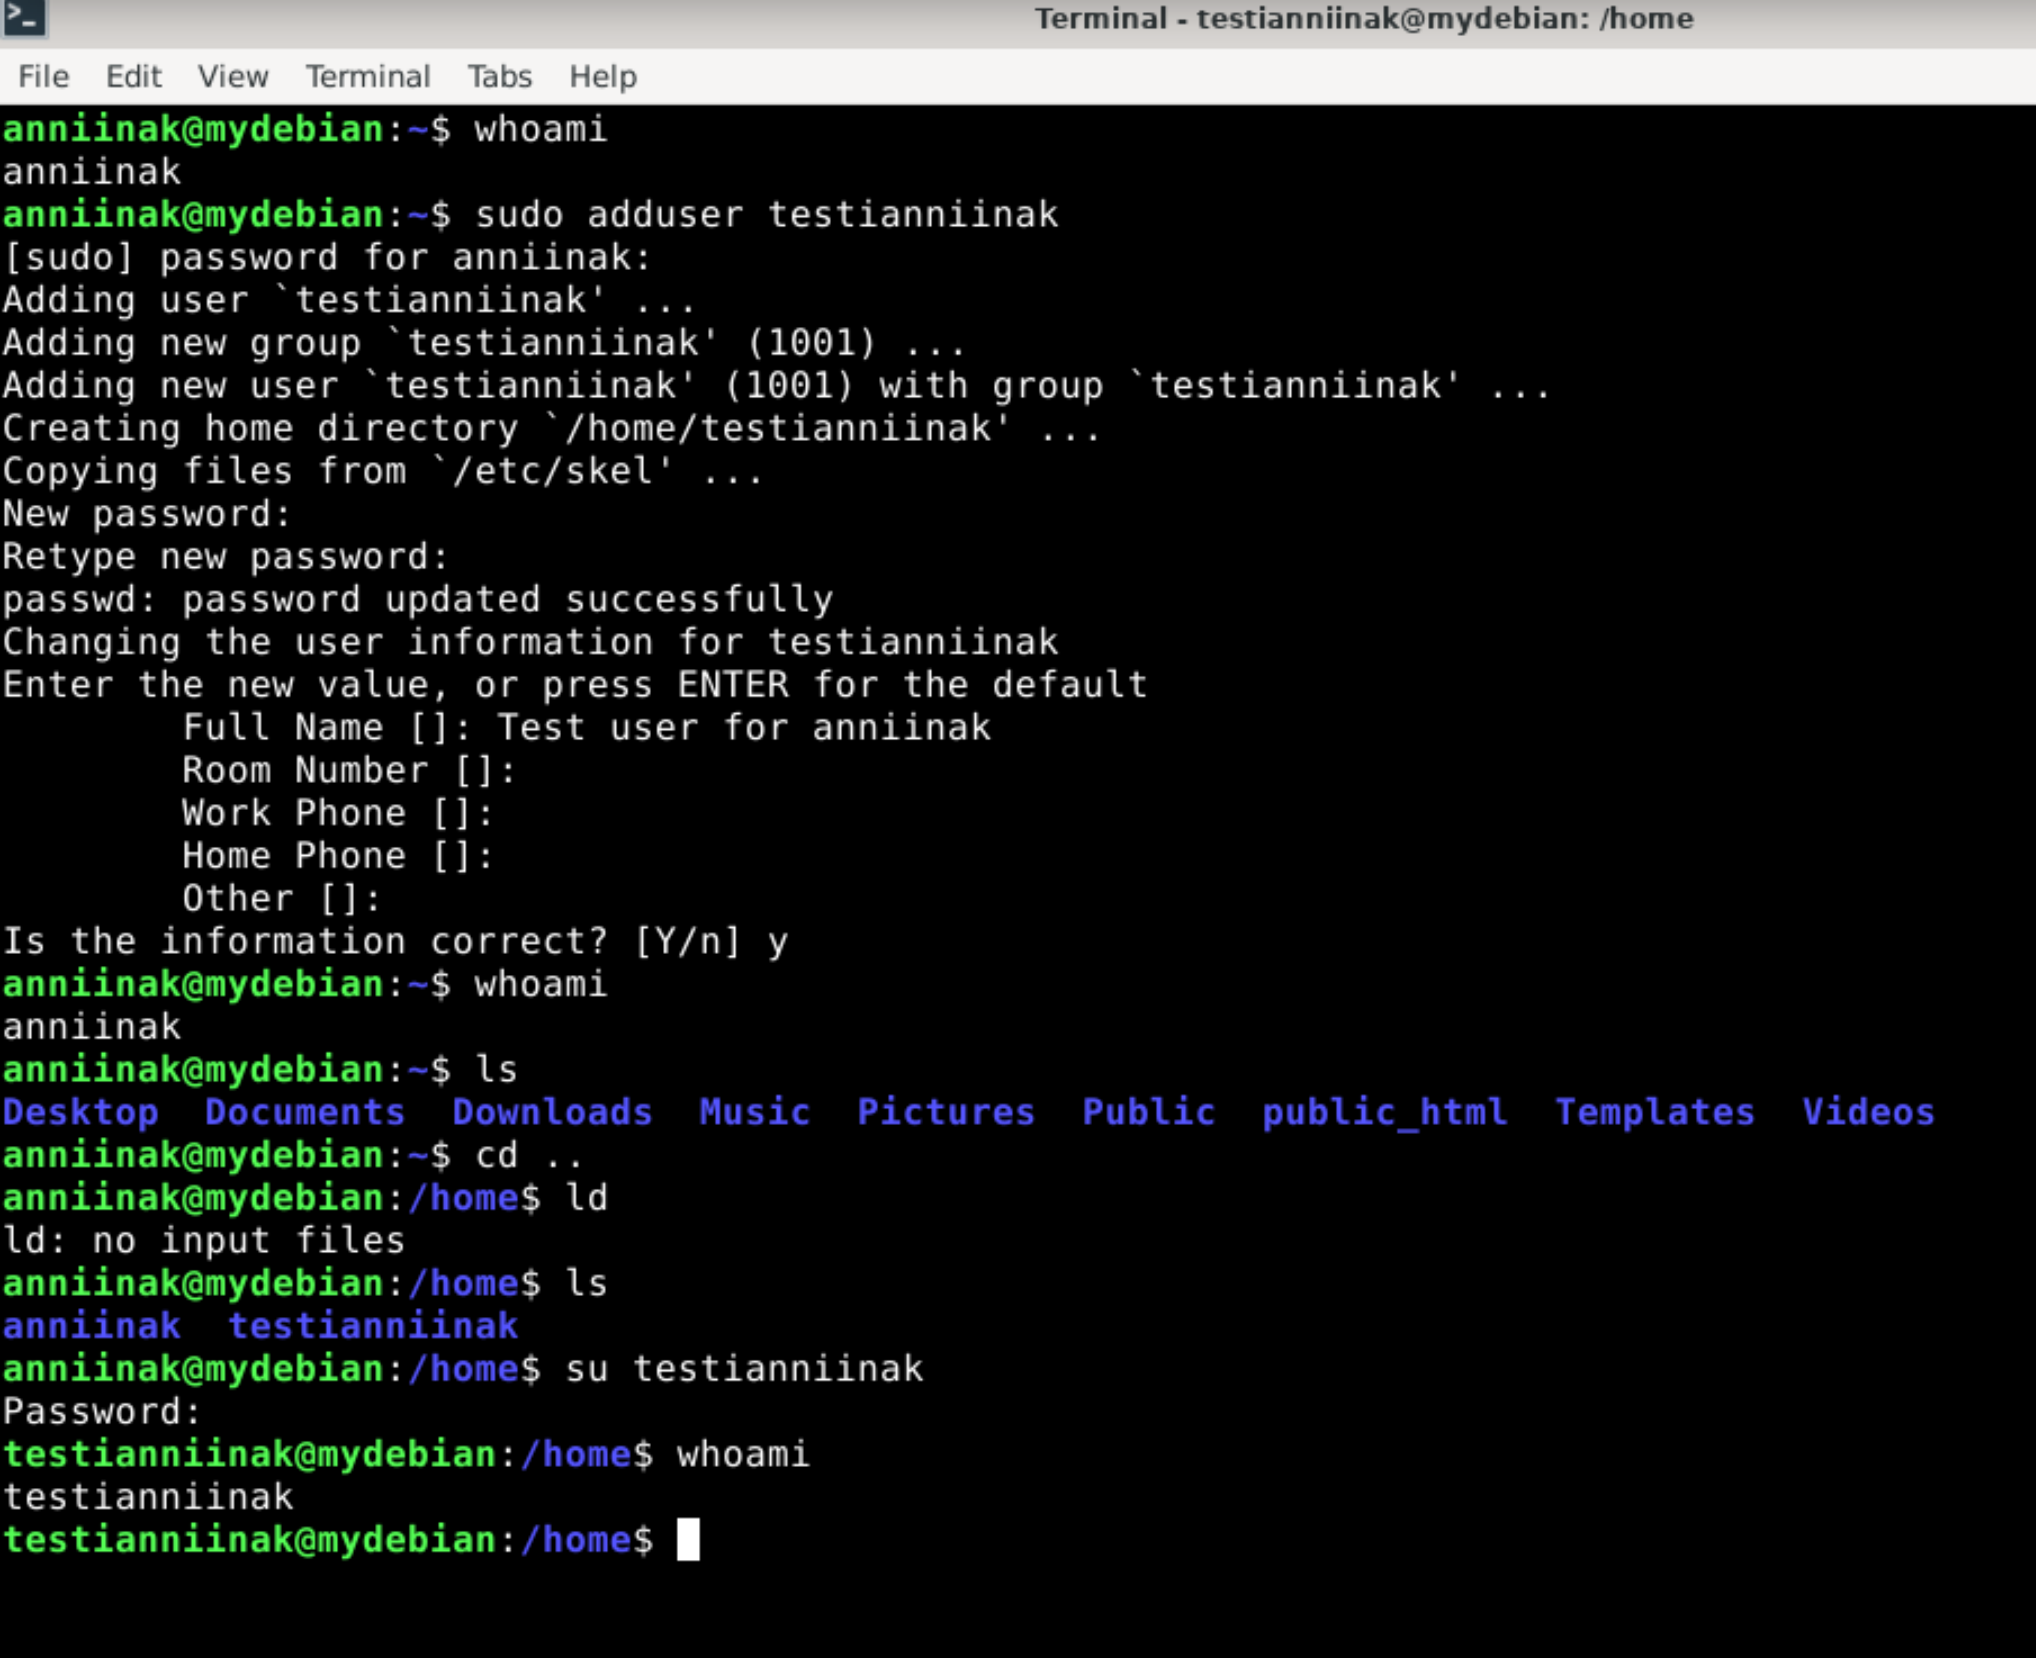 Terminal - testianniinak@mydebian: /home
File Edit View Terminal Tabs Help
anniinak@mydebian:~$ whoami
anniinak
anniinak@mydebian:~$ sudo adduser testianniinak
[sudo] password for anniinak:
Adding user `testianniinak' ...
Adding new group `testianniinak' (1001) ...
Adding new user `testianniinak' (1001) with group `testianniinak' ...
Creating home directory `/home/testianniinak' ...
Copying files from `/etc/skel' ...
New password:
Retype new password:
passwd: password updated successfully
Changing the user information for testianniinak
Enter the new value, or press ENTER for the default
        Full Name []: Test user for anniinak
        Room Number []:
        Work Phone []:
        Home Phone []:
        Other []:
Is the information correct? [Y/n] y
anniinak@mydebian:~$ whoami
anniinak
anniinak@mydebian:~$ ls
Desktop  Documents  Downloads  Music  Pictures  Public  public_html  Templates  Videos
anniinak@mydebian:~$ cd ..
anniinak@mydebian:/home$ ld
ld: no input files
anniinak@mydebian:/home$ ls
anniinak  testianniinak
anniinak@mydebian:/home$ su testianniinak
Password:
testianniinak@mydebian:/home$ whoami
testianniinak
testianniinak@mydebian:/home$